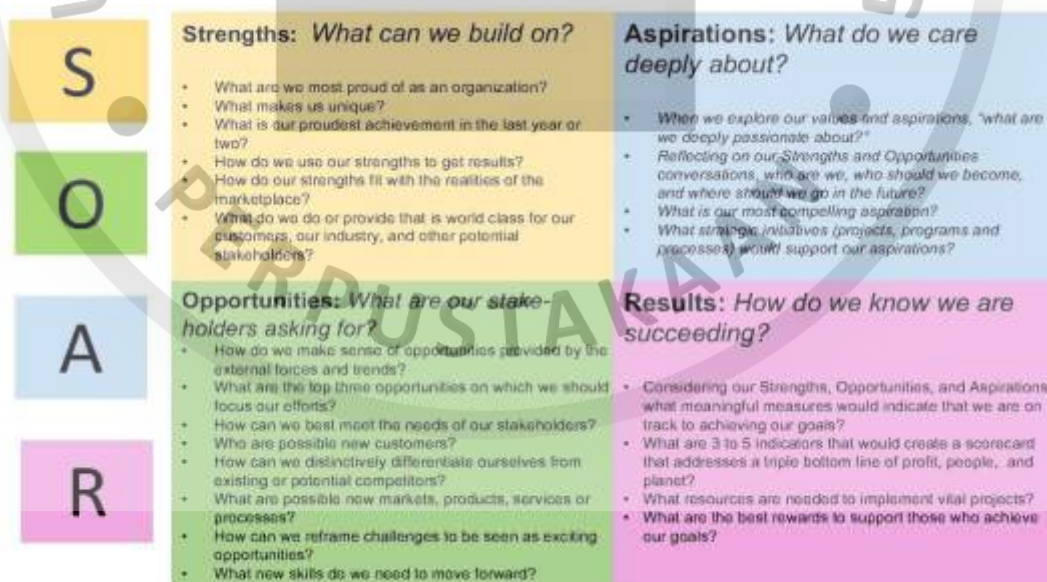 S
O
A
R
Strengths: What can we build on?
• What are we most proud of as an organization?
• What makes us unique?
• What is our proudest achievement in the last year or
two?
• How do we use our strengths to get results?
• How do our strengths fit with the realities of the
marketplace?
• What do we do or provide that is world class for our
customers, our industry, and other potential
stakeholders?
Aspirations: What do we care
deeply about?
• When we explore our values and aspirations, "what are
we deeply passionate about?"
• Reflecting on our Strengths and Opportunities
conversations, who are we, who should we become,
and where should we go in the future?
• What is our most compelling aspiration?
• What strategic initiatives (projects, programs and
processes) would support our aspirations?
Opportunities: What are our stake-
holders asking for?
• How do we make sense of opportunities provided by the
external forces and trends?
• What are the top three opportunities on which we should
focus our efforts?
• How can we best meet the needs of our stakeholders?
• Who are possible new customers?
• How can we distinctively differentiate ourselves from
existing or potential competitors?
• What are possible new markets, products, services or
processes?
• How can we reframe challenges to be seen as exciting
opportunities?
• What new skills do we need to move forward?
Results: How do we know we are
succeeding?
• Considering our Strengths, Opportunities, and Aspirations
what meaningful measures would indicate that we are on
track to achieving our goals?
• What are 3 to 5 indicators that would create a scorecard
that addresses a triple bottom line of profit, people, and
planet?
• What resources are needed to implement vital projects?
• What are the best rewards to support those who achieve
our goals?
PERPUSTAKAAN